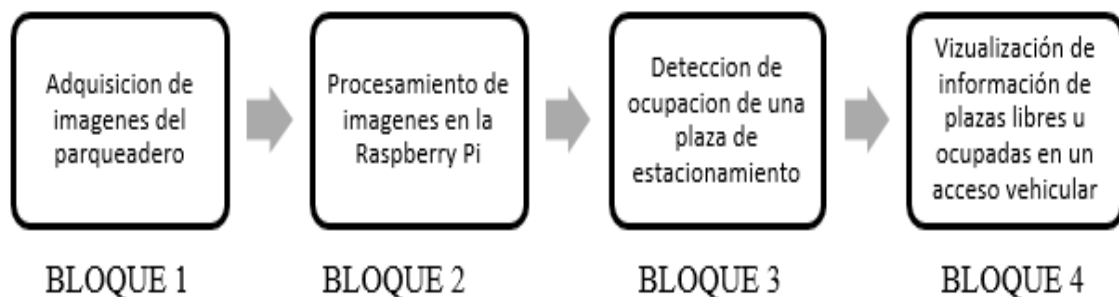 Adquisicion de
imagenes del
parqueadero
Procesamiento de
imagenes en la
Raspberry Pi
Deteccion de
ocupacion de una
plaza de
estacionamiento
Vizualización de
información de
plazas libres u
ocupadas en un
acceso vehicular
BLOQUE 1
BLOQUE 2
BLOQUE 3
BLOQUE 4